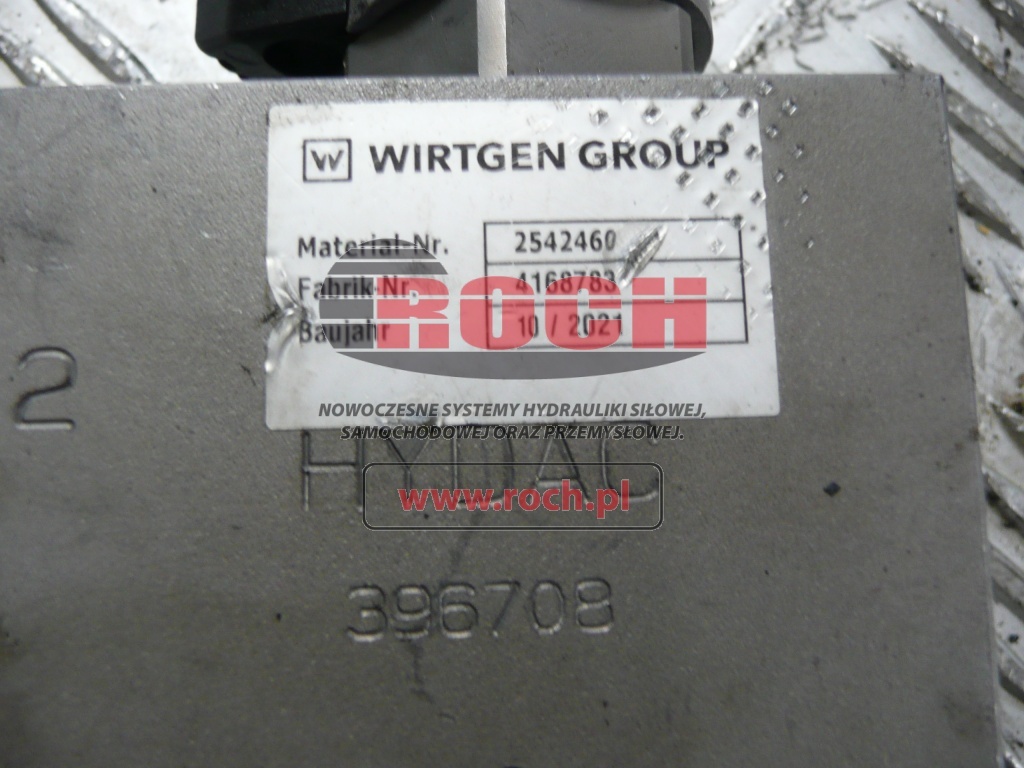 W WIRTGEN GROUP
Material-Nr. 2542460
Fabrik-Nr. 4168783
Baujahr 10 / 2021
ROCH
2
NOWOCZESNE SYSTEMY HYDRAULIKI SIŁOWEJ,
SAMOCHODOWEJ ORAZ PRZEMYSŁOWEJ.
HYDAC
www.roch.pl
396708